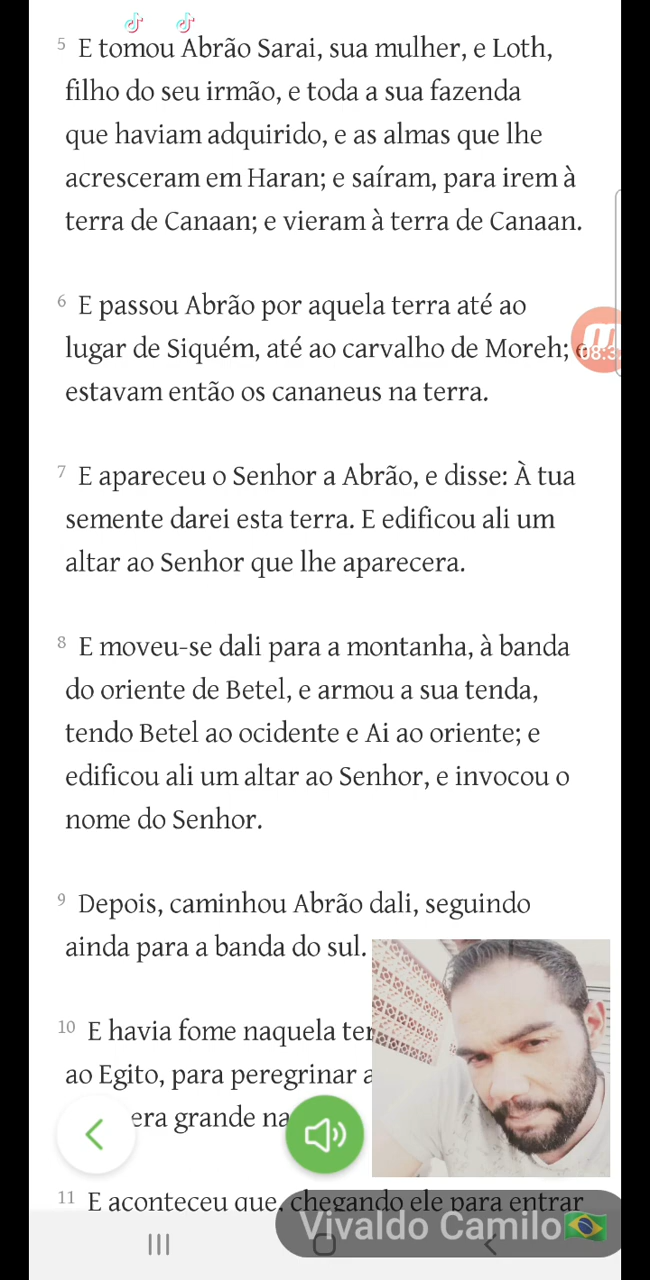 5 E tomou Abrão Sarai, sua mulher, e Loth,
filho do seu irmão, e toda a sua fazenda
que haviam adquirido, e as almas que lhe
acresceram em Haran; e saíram, para irem à
terra de Canaan; e vieram à terra de Canaan.
6 E passou Abrão por aquela terra até ao
lugar de Siquém, até ao carvalho de Moreh; e
estavam então os cananeus na terra.
08:3
7 E apareceu o Senhor a Abrão, e disse: À tua
semente darei esta terra. E edificou ali um
altar ao Senhor que lhe aparecera.
8 E moveu-se dali para a montanha, à banda
do oriente de Betel, e armou a sua tenda,
tendo Betel ao ocidente e Ai ao oriente; e
edificou ali um altar ao Senhor, e invocou o
nome do Senhor.
9 Depois, caminhou Abrão dali, seguindo
ainda para a banda do sul.
10 E havia fome naquela
ao Egito, para peregrinar
era grande
11 E aconteceu que, chegando ele para entrar
Vivaldo Camilo